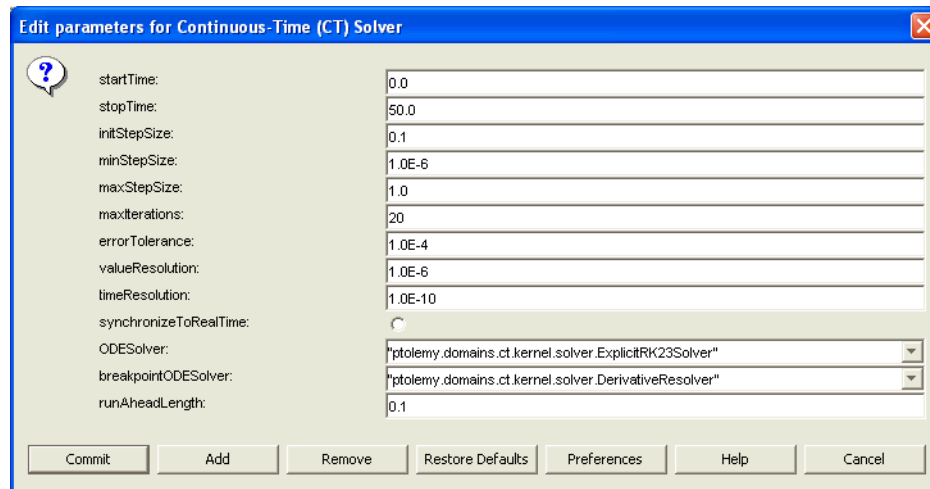 Edit parameters for Continuous-Time (CT) Solver
?
startTime: 0.0
stopTime: 50.0
initStepSize: 0.1
minStepSize: 1.0E-6
maxStepSize: 1.0
maxIterations: 20
errorTolerance: 1.0E-4
valueResolution: 1.0E-6
timeResolution: 1.0E-10
synchronizeToRealTime:
ODESolver: "ptolemy.domains.ct.kernel.solver.ExplicitRK23Solver"
breakpointODESolver: "ptolemy.domains.ct.kernel.solver.DerivativeResolver"
runAheadLength: 0.1
Commit Add Remove Restore Defaults Preferences Help Cancel